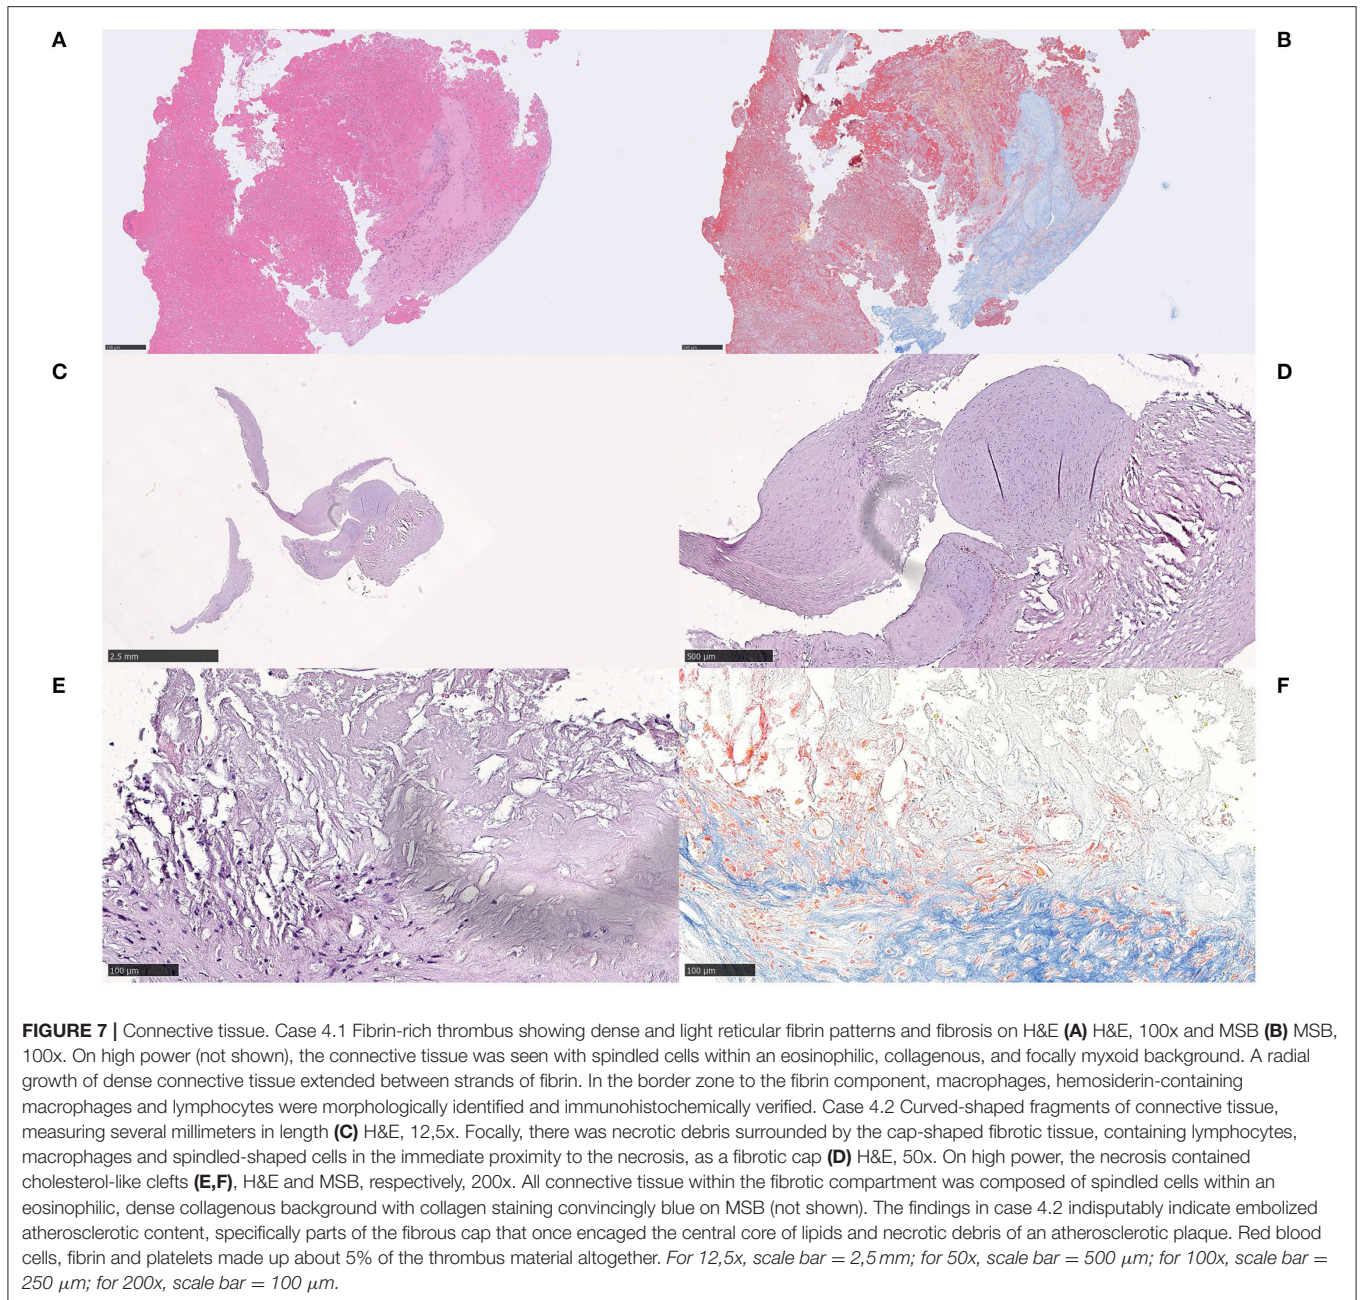 A
B
250 µm
250 µm
C
D
2.5 mm
500 µm
E
F
100 µm
100 µm
FIGURE 7 | Connective tissue. Case 4.1 Fibrin-rich thrombus showing dense and light reticular fibrin patterns and fibrosis on H&E (A) H&E, 100x and MSB (B) MSB,
100x. On high power (not shown), the connective tissue was seen with spindled cells within an eosinophilic, collagenous, and focally myxoid background. A radial
growth of dense connective tissue extended between strands of fibrin. In the border zone to the fibrin component, macrophages, hemosiderin-containing
macrophages and lymphocytes were morphologically identified and immunohistochemically verified. Case 4.2 Curved-shaped fragments of connective tissue,
measuring several millimeters in length (C) H&E, 12,5x. Focally, there was necrotic debris surrounded by the cap-shaped fibrotic tissue, containing lymphocytes,
macrophages and spindled-shaped cells in the immediate proximity to the necrosis, as a fibrotic cap (D) H&E, 50x. On high power, the necrosis contained
cholesterol-like clefts (E,F), H&E and MSB, respectively, 200x. All connective tissue within the fibrotic compartment was composed of spindled cells within an
eosinophilic, dense collagenous background with collagen staining convincingly blue on MSB (not shown). The findings in case 4.2 indisputably indicate embolized
atherosclerotic content, specifically parts of the fibrous cap that once encaged the central core of lipids and necrotic debris of an atherosclerotic plaque. Red blood
cells, fibrin and platelets made up about 5% of the thrombus material altogether. For 12,5x, scale bar = 2,5 mm; for 50x, scale bar = 500 µm; for 100x, scale bar =
250 µm; for 200x, scale bar = 100 µm.